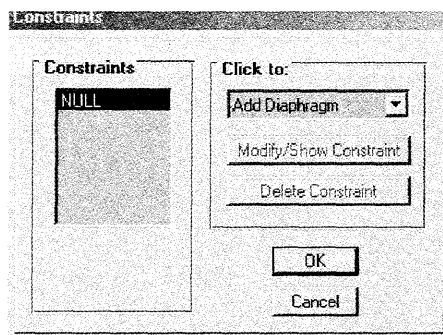 Constraints
Constraints
NULL
Click to:
Add Diaphragm
Modify/Show Constraint
Delete Constraint
OK
Cancel